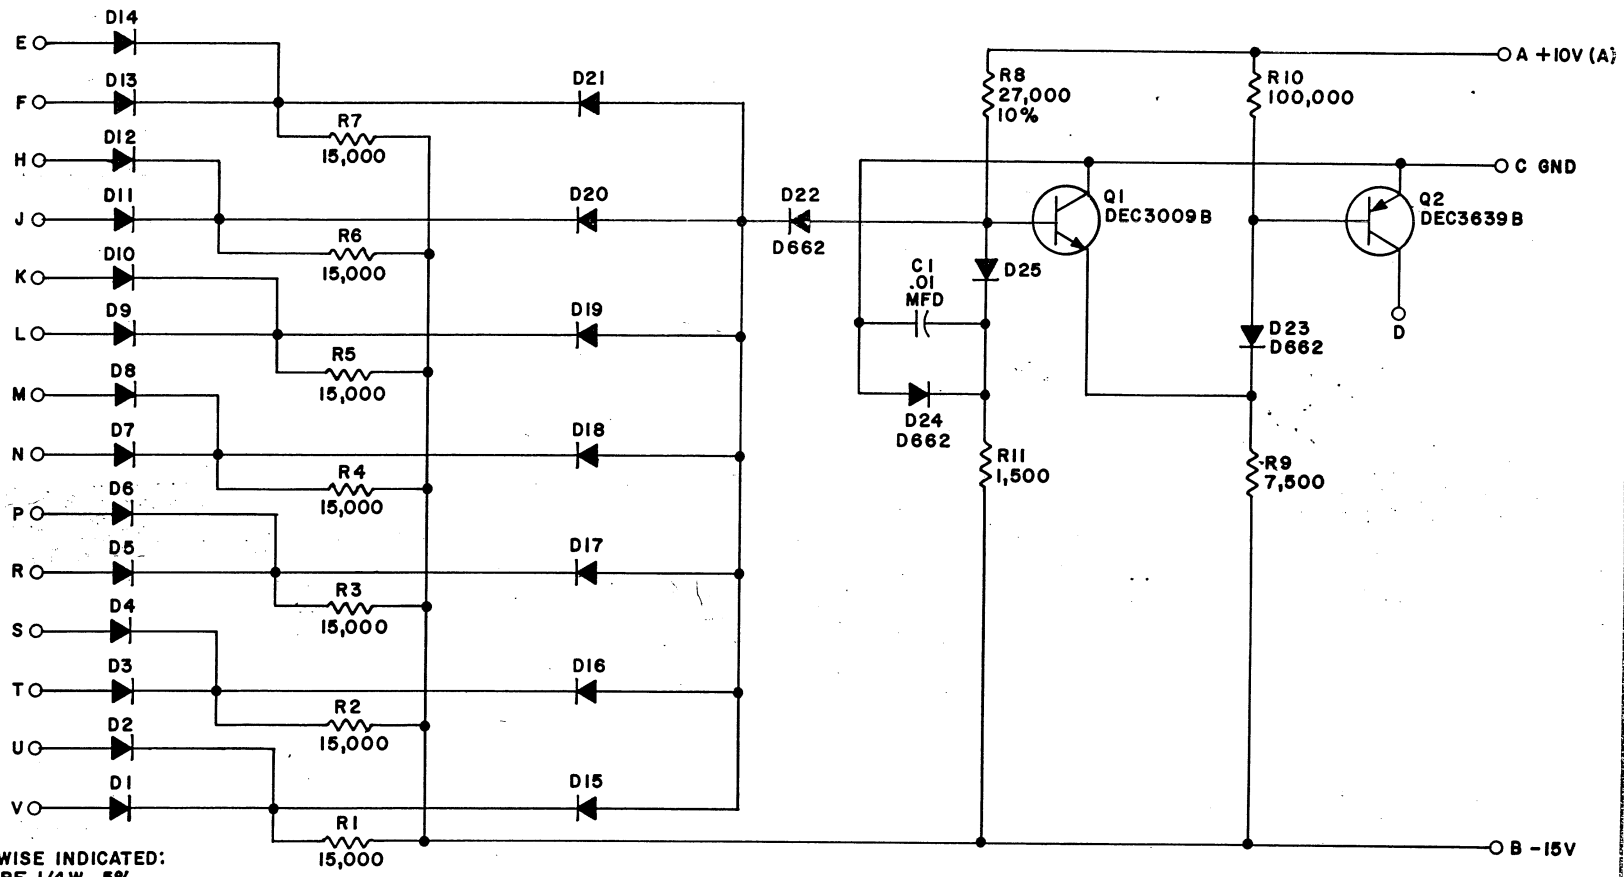 D14
E
D13
F
D21
R7
15,000
D12
H
D11
J
D20
R6
15,000
D10
K
D9
L
D19
R5
15,000
D8
M
D7
N
D18
R4
15,000
D6
P
D5
R
D17
R3
15,000
D4
S
D3
T
D16
R2
15,000
D2
U
D1
V
D15
R1
15,000
D22
D662
R8
27,000
10%
R10
100,000
A +10V (A)
C GND
Q1
DEC3009B
Q2
DEC3639B
D25
C1
.01
MFD
D24
D662
D23
D662
D
R11
1,500
R9
7,500
B -15V
WISE INDICATED:
1/4W, 5%